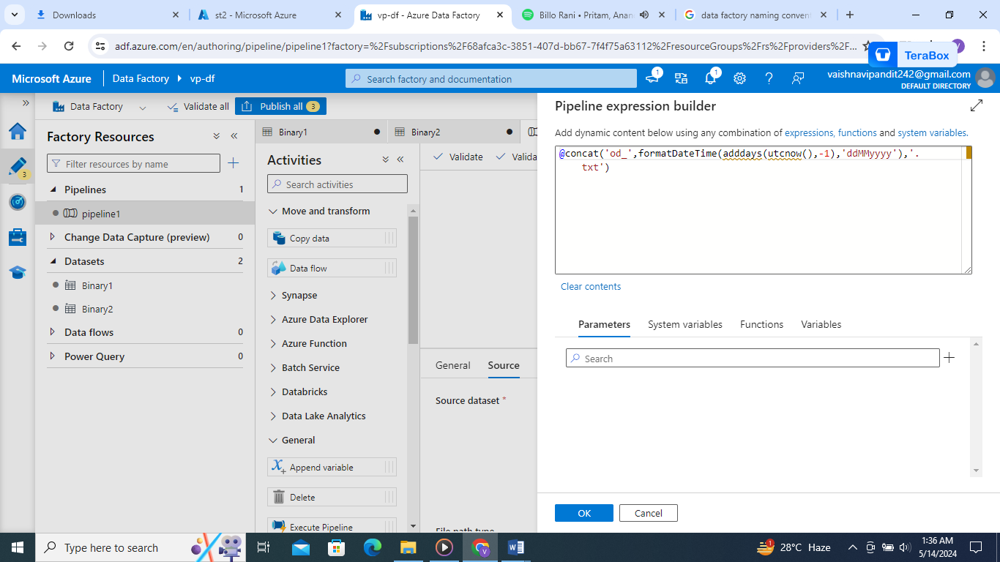 Downloads
st2 - Microsoft Azure
vp-df - Azure Data Factory
Billo Rani • Pritam, Anan
data factory naming convent
adf.azure.com/en/authoring/pipeline/pipeline1?factory=%2Fsubscriptions%2F68afca3c-3851-407d-bb67-7f4f75a63112%2FresourceGroups%2Frs%2Fproviders%2F...
V
TeraBox
Microsoft Azure
Data Factory
vp-df
Search factory and documentation
1
1
vaishnavipandit242@gmail.com
DEFAULT DIRECTORY
Data Factory
Validate all
Publish all
3
Factory Resources
Filter resources by name
3
Pipelines 1
pipeline1
Change Data Capture (preview) 0
Datasets 2
Binary1
Binary2
Data flows 0
Power Query 0
Binary1
Binary2
Activities
Search activities
Move and transform
Copy data
Data flow
Synapse
Azure Data Explorer
Azure Function
Batch Service
Databricks
Data Lake Analytics
General
Append variable
Delete
Execute Pipeline
Validate
Valida
General
Source
Source dataset *
File path type
Pipeline expression builder
Add dynamic content below using any combination of expressions, functions and system variables.
@concat('od_',formatDateTime(adddays(utcnow(),-1),'ddMMyyyy'),'.
txt')
Clear contents
Parameters
System variables
Functions
Variables
Search
OK
Cancel
Type here to search
1
28°C Haze
1:36 AM
5/14/2024